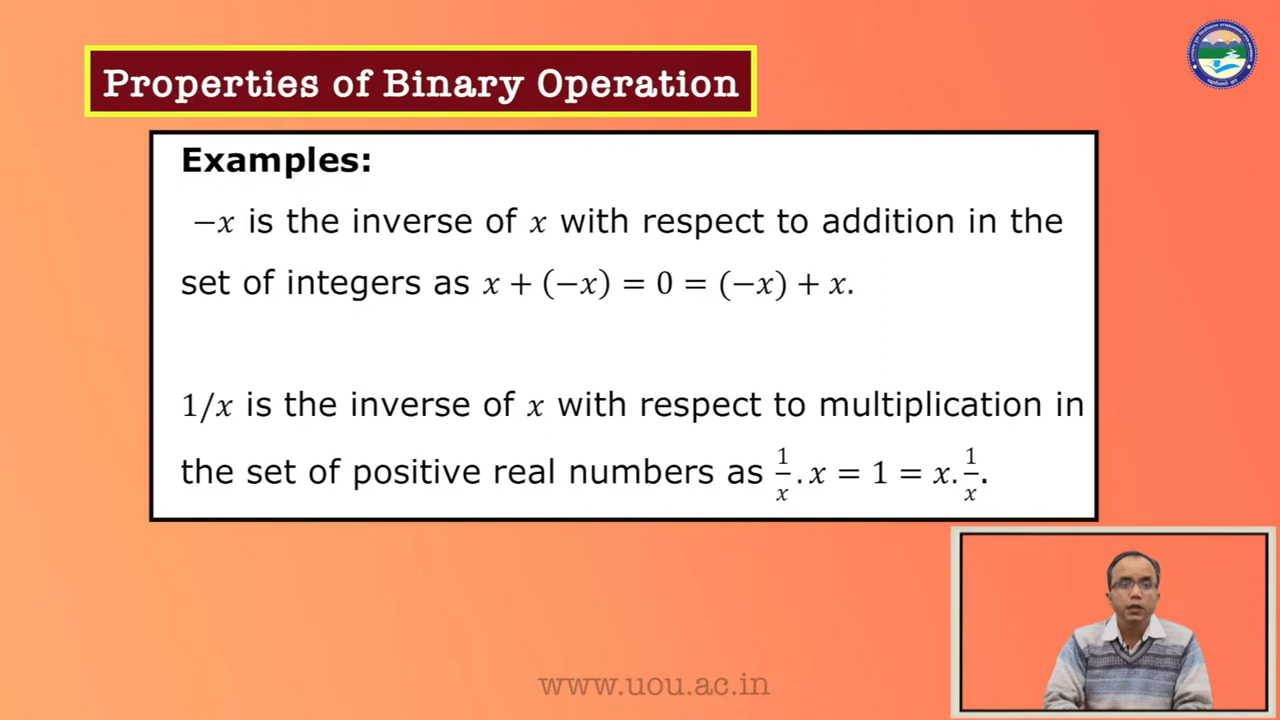 Properties of Binary Operation
Examples:
−x is the inverse of x with respect to addition in the
set of integers as x + (−x) = 0 = (−x) + x.
1/x is the inverse of x with respect to multiplication in
the set of positive real numbers as 1/x . x = 1 = x. 1/x.
www.uou.ac.in